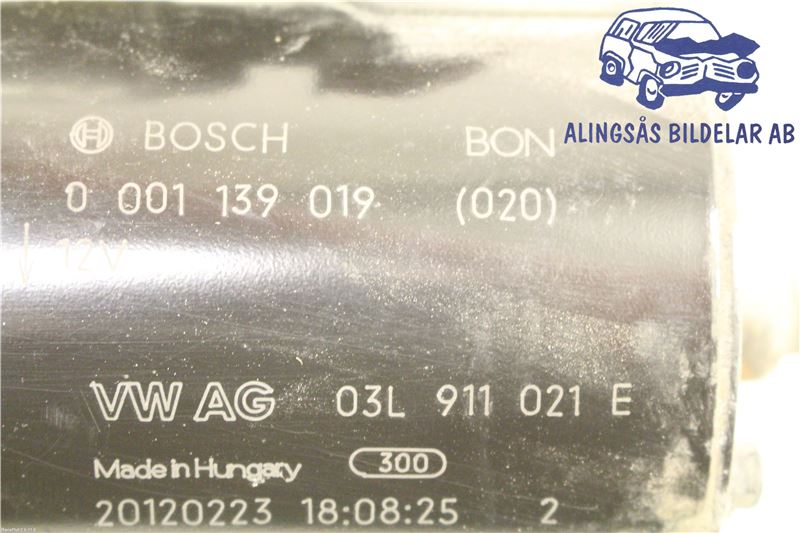 ALINGSÅS BILDELAR AB
BOSCH BON
0 001 139 019 (020)
12V
VW AG 03L 911 021 E
Made in Hungary 300
20120223 18:08:25 2